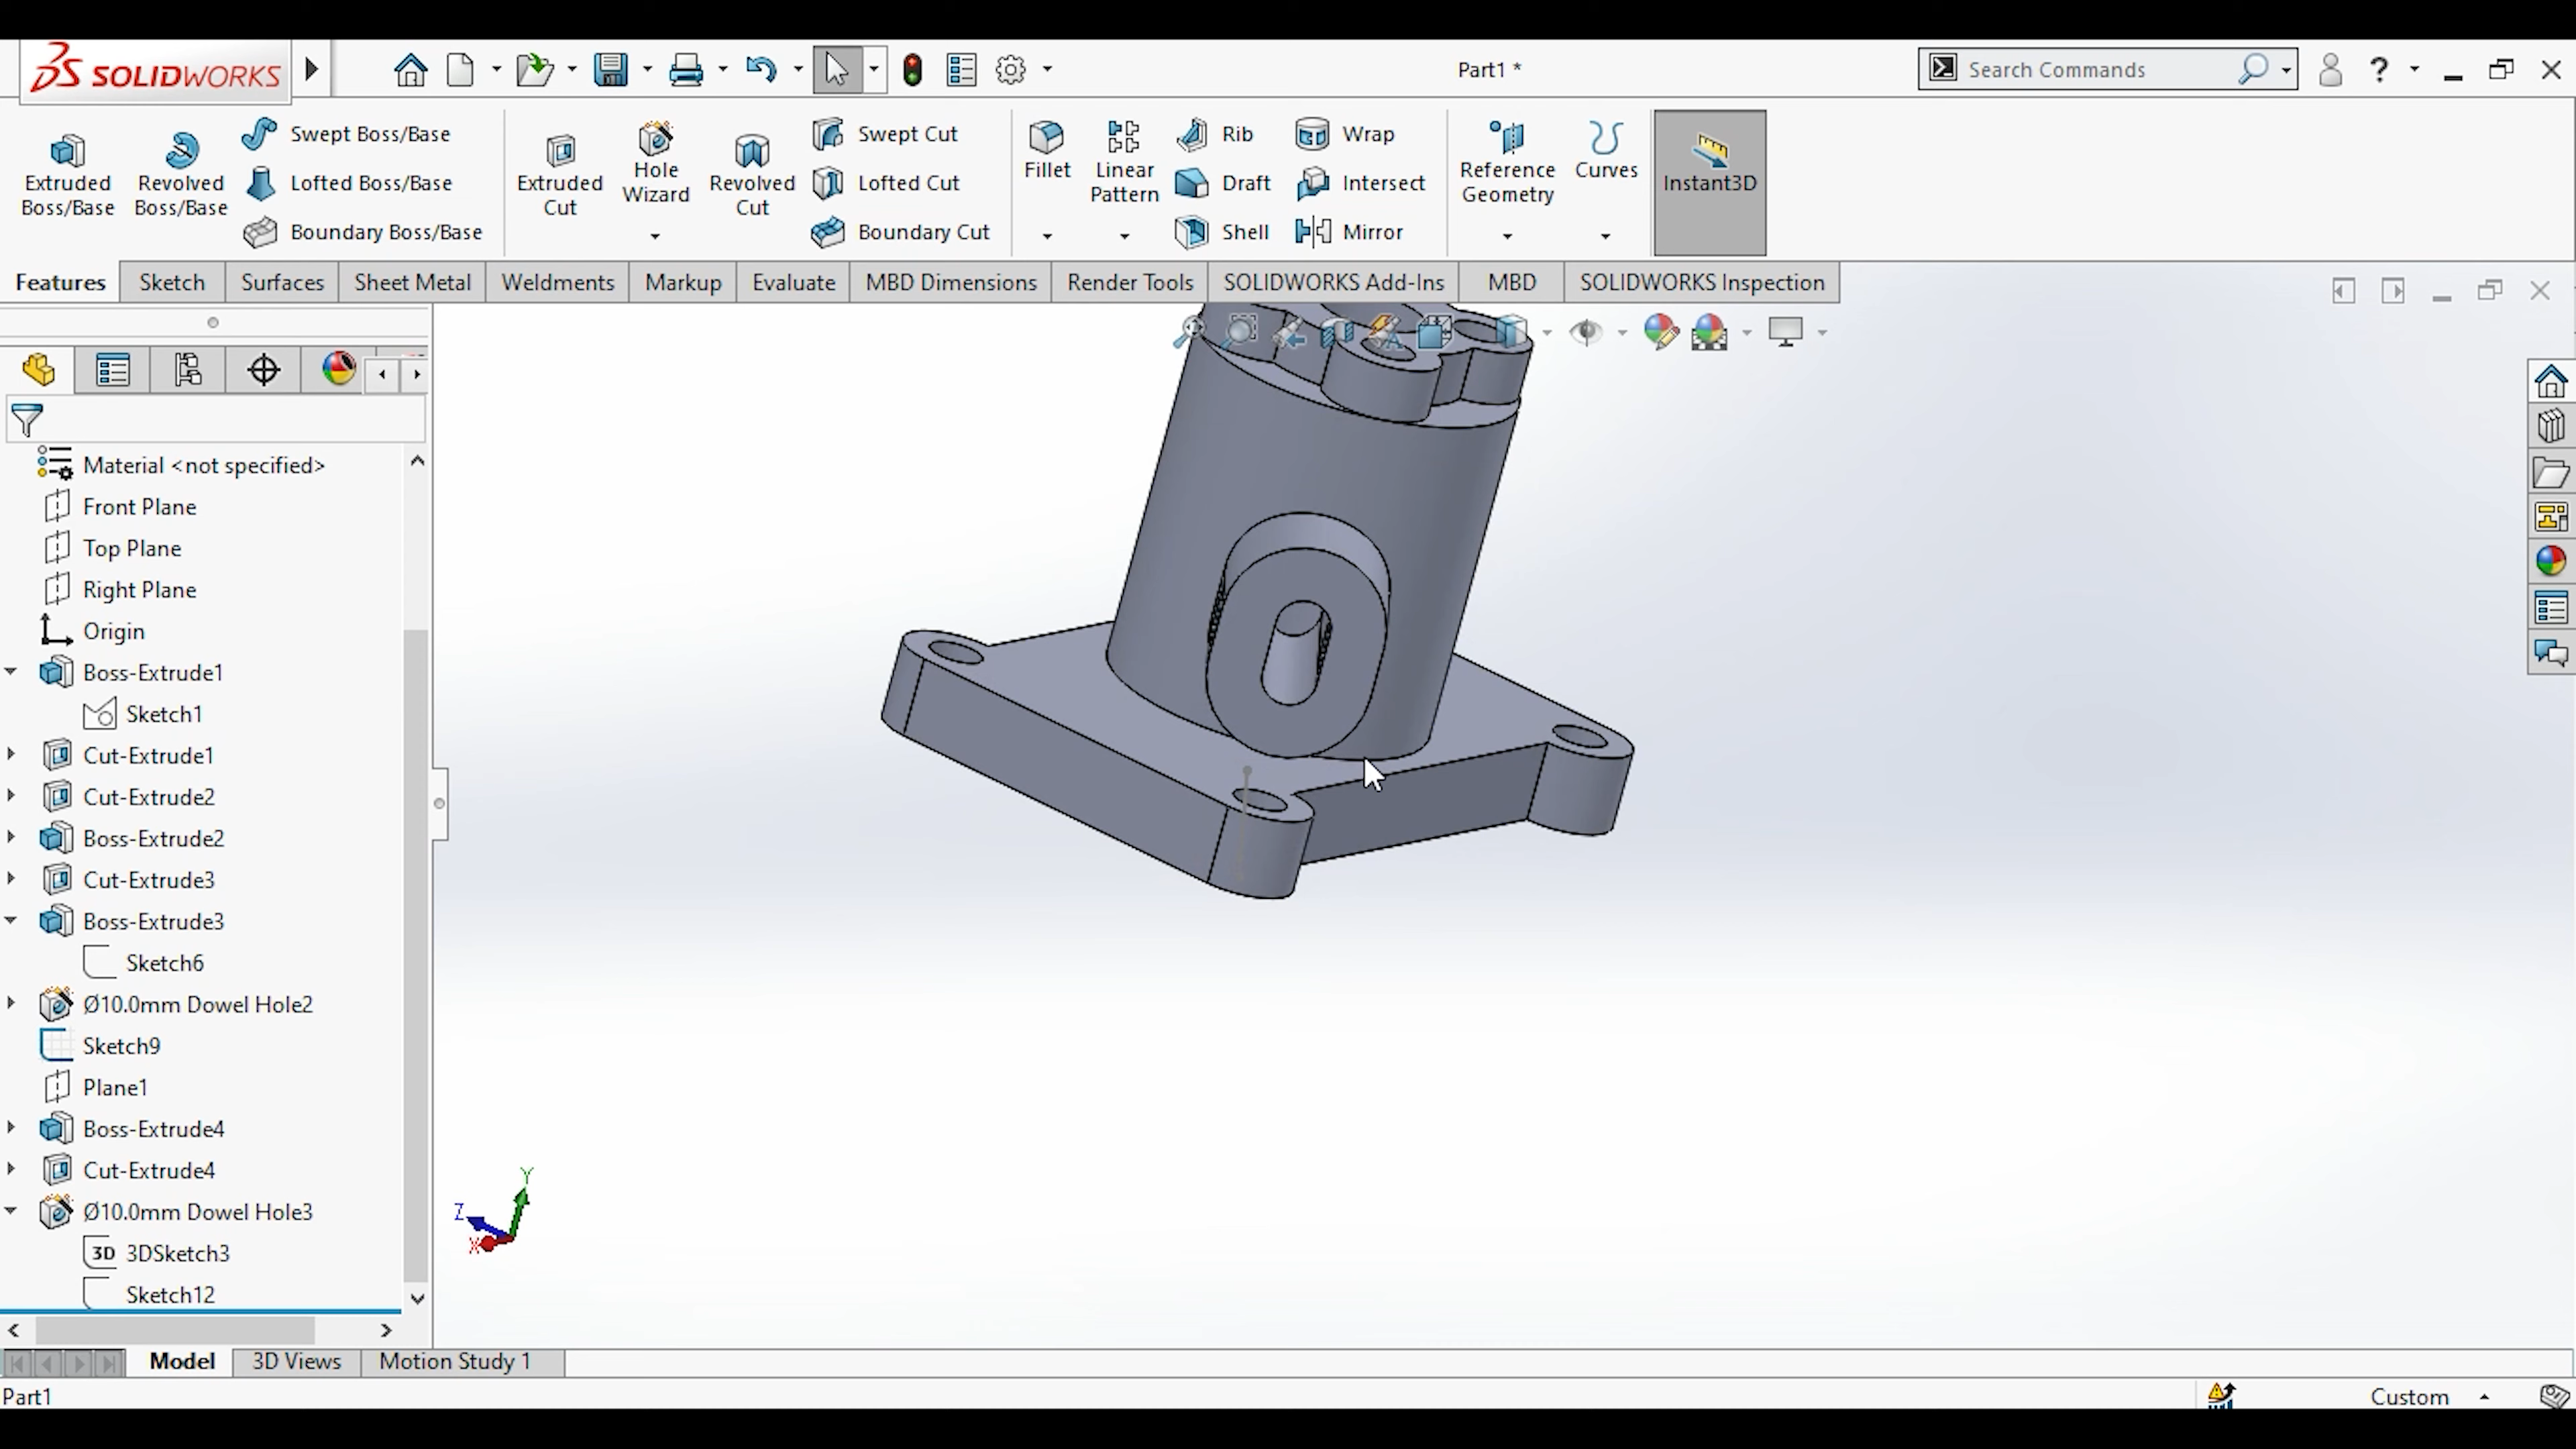 SOLIDWORKS
Part1 *
Search Commands
?
Extruded Boss/Base
Revolved Boss/Base
Swept Boss/Base
Lofted Boss/Base
Boundary Boss/Base
Extruded Cut
Hole Wizard
Revolved Cut
Swept Cut
Lofted Cut
Boundary Cut
Fillet
Linear Pattern
Rib
Draft
Shell
Wrap
Intersect
Mirror
Reference Geometry
Curves
Instant3D
Features
Sketch
Surfaces
Sheet Metal
Weldments
Markup
Evaluate
MBD Dimensions
Render Tools
SOLIDWORKS Add-Ins
MBD
SOLIDWORKS Inspection
Material <not specified>
Front Plane
Top Plane
Right Plane
Origin
Boss-Extrude1
Sketch1
Cut-Extrude1
Cut-Extrude2
Boss-Extrude2
Cut-Extrude3
Boss-Extrude3
Sketch6
Ø10.0mm Dowel Hole2
Sketch9
Plane1
Boss-Extrude4
Cut-Extrude4
Ø10.0mm Dowel Hole3
3D 3DSketch3
Sketch12
Y
Z
X
Model
3D Views
Motion Study 1
Part1
Custom